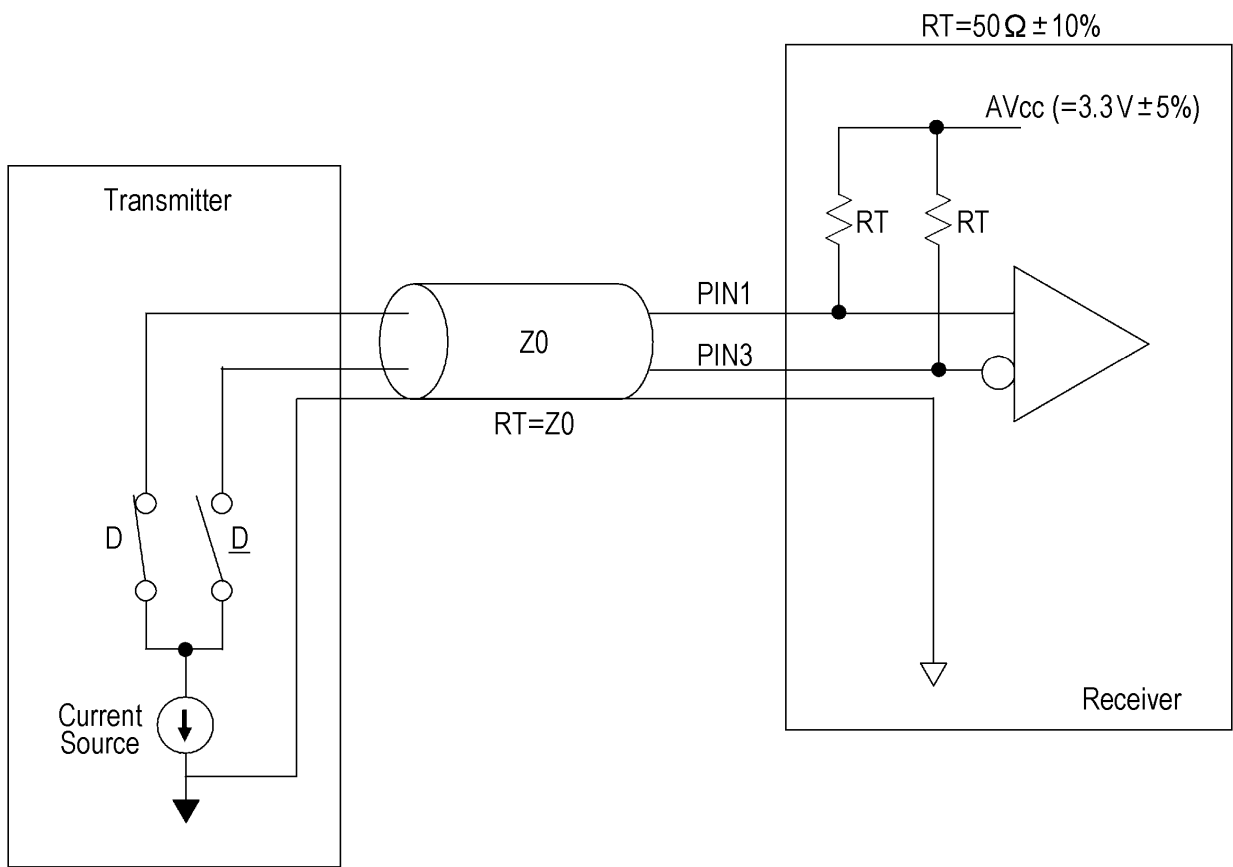 RT=50Ω±10%
AVcc (=3.3V±5%)
Transmitter
RT
RT
PIN1
Z0
PIN3
RT=Z0
D
D
Current
Source
Receiver